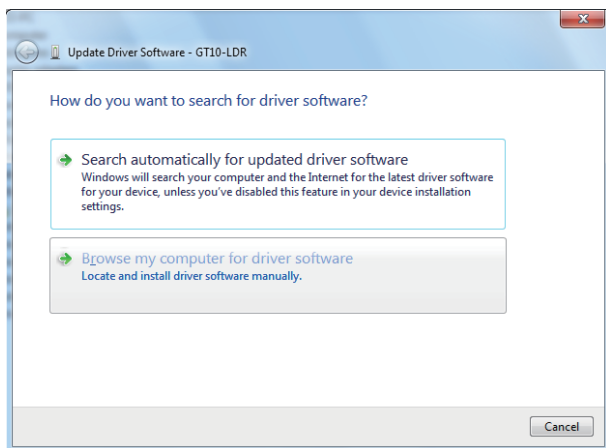 Update Driver Software - GT10-LDR
How do you want to search for driver software?
Search automatically for updated driver software
Windows will search your computer and the Internet for the latest driver software
for your device, unless you've disabled this feature in your device installation
settings.
Browse my computer for driver software
Locate and install driver software manually.
Cancel